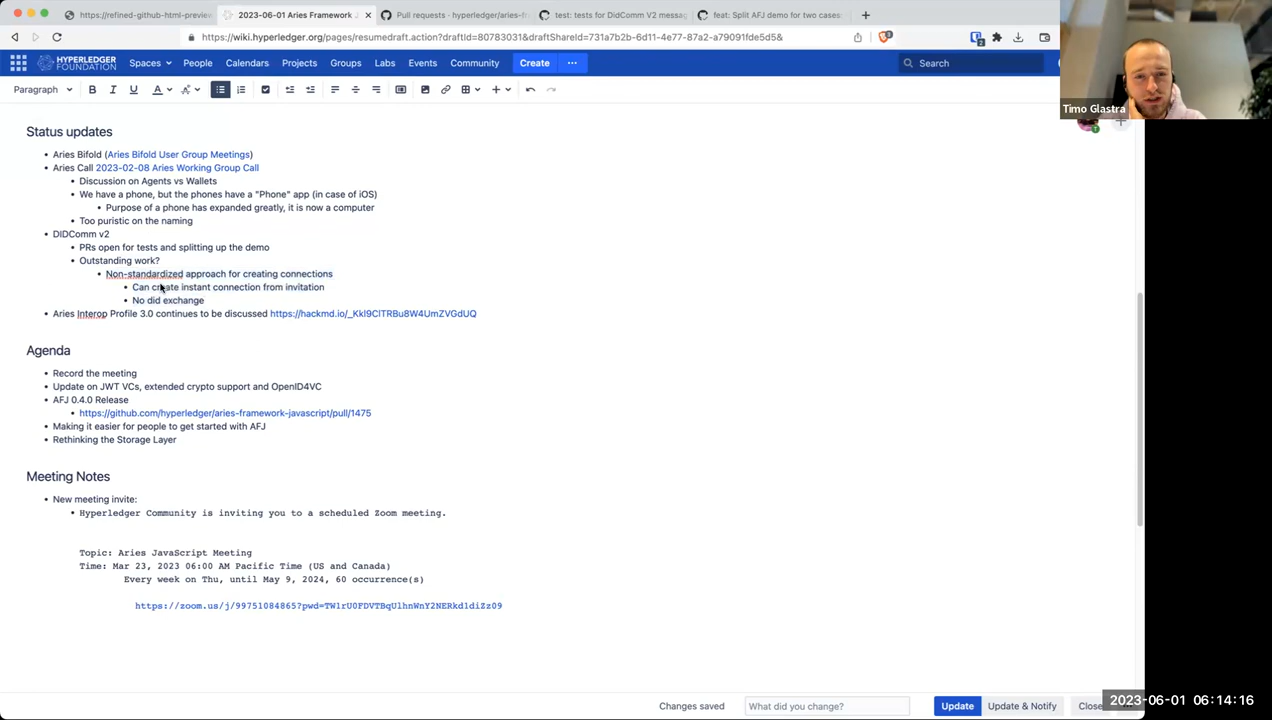 https://refined-github-html-preview
2023-06-01 Aries Framework J
Pull requests · hyperledger/aries-fr
test: tests for DidComm V2 messag
feat: Split AFJ demo for two cases
https://wiki.hyperledger.org/pages/resumedraft.action?draftId=80783031&draftShareId=731a7b2b-6d11-4e77-87a2-a79091fde5d5&
HYPERLEDGER FOUNDATION
Spaces
People
Calendars
Projects
Groups
Labs
Events
Community
Create
Search
Paragraph
Timo Glastra
Status updates
Aries Bifold (Aries Bifold User Group Meetings)
Aries Call 2023-02-08 Aries Working Group Call
Discussion on Agents vs Wallets
We have a phone, but the phones have a "Phone" app (in case of iOS)
Purpose of a phone has expanded greatly, it is now a computer
Too puristic on the naming
DIDComm v2
PRs open for tests and splitting up the demo
Outstanding work?
Non-standardized approach for creating connections
Can create instant connection from invitation
No did exchange
Aries Interop Profile 3.0 continues to be discussed https://hackmd.io/_KkI9ClTRBu8W4UmZVGdUQ
Agenda
Record the meeting
Update on JWT VCs, extended crypto support and OpenID4VC
AFJ 0.4.0 Release
https://github.com/hyperledger/aries-framework-javascript/pull/1475
Making it easier for people to get started with AFJ
Rethinking the Storage Layer
Meeting Notes
New meeting invite:
Hyperledger Community is inviting you to a scheduled Zoom meeting.
Topic: Aries JavaScript Meeting
Time: Mar 23, 2023 06:00 AM Pacific Time (US and Canada)
Every week on Thu, until May 9, 2024, 60 occurrence(s)
https://zoom.us/j/99751084865?pwd=TW1rU0FDVTBqUlhnWnY2NERkd1diZz09
Changes saved
What did you change?
Update
Update & Notify
Close
2023-06-01 06:14:16